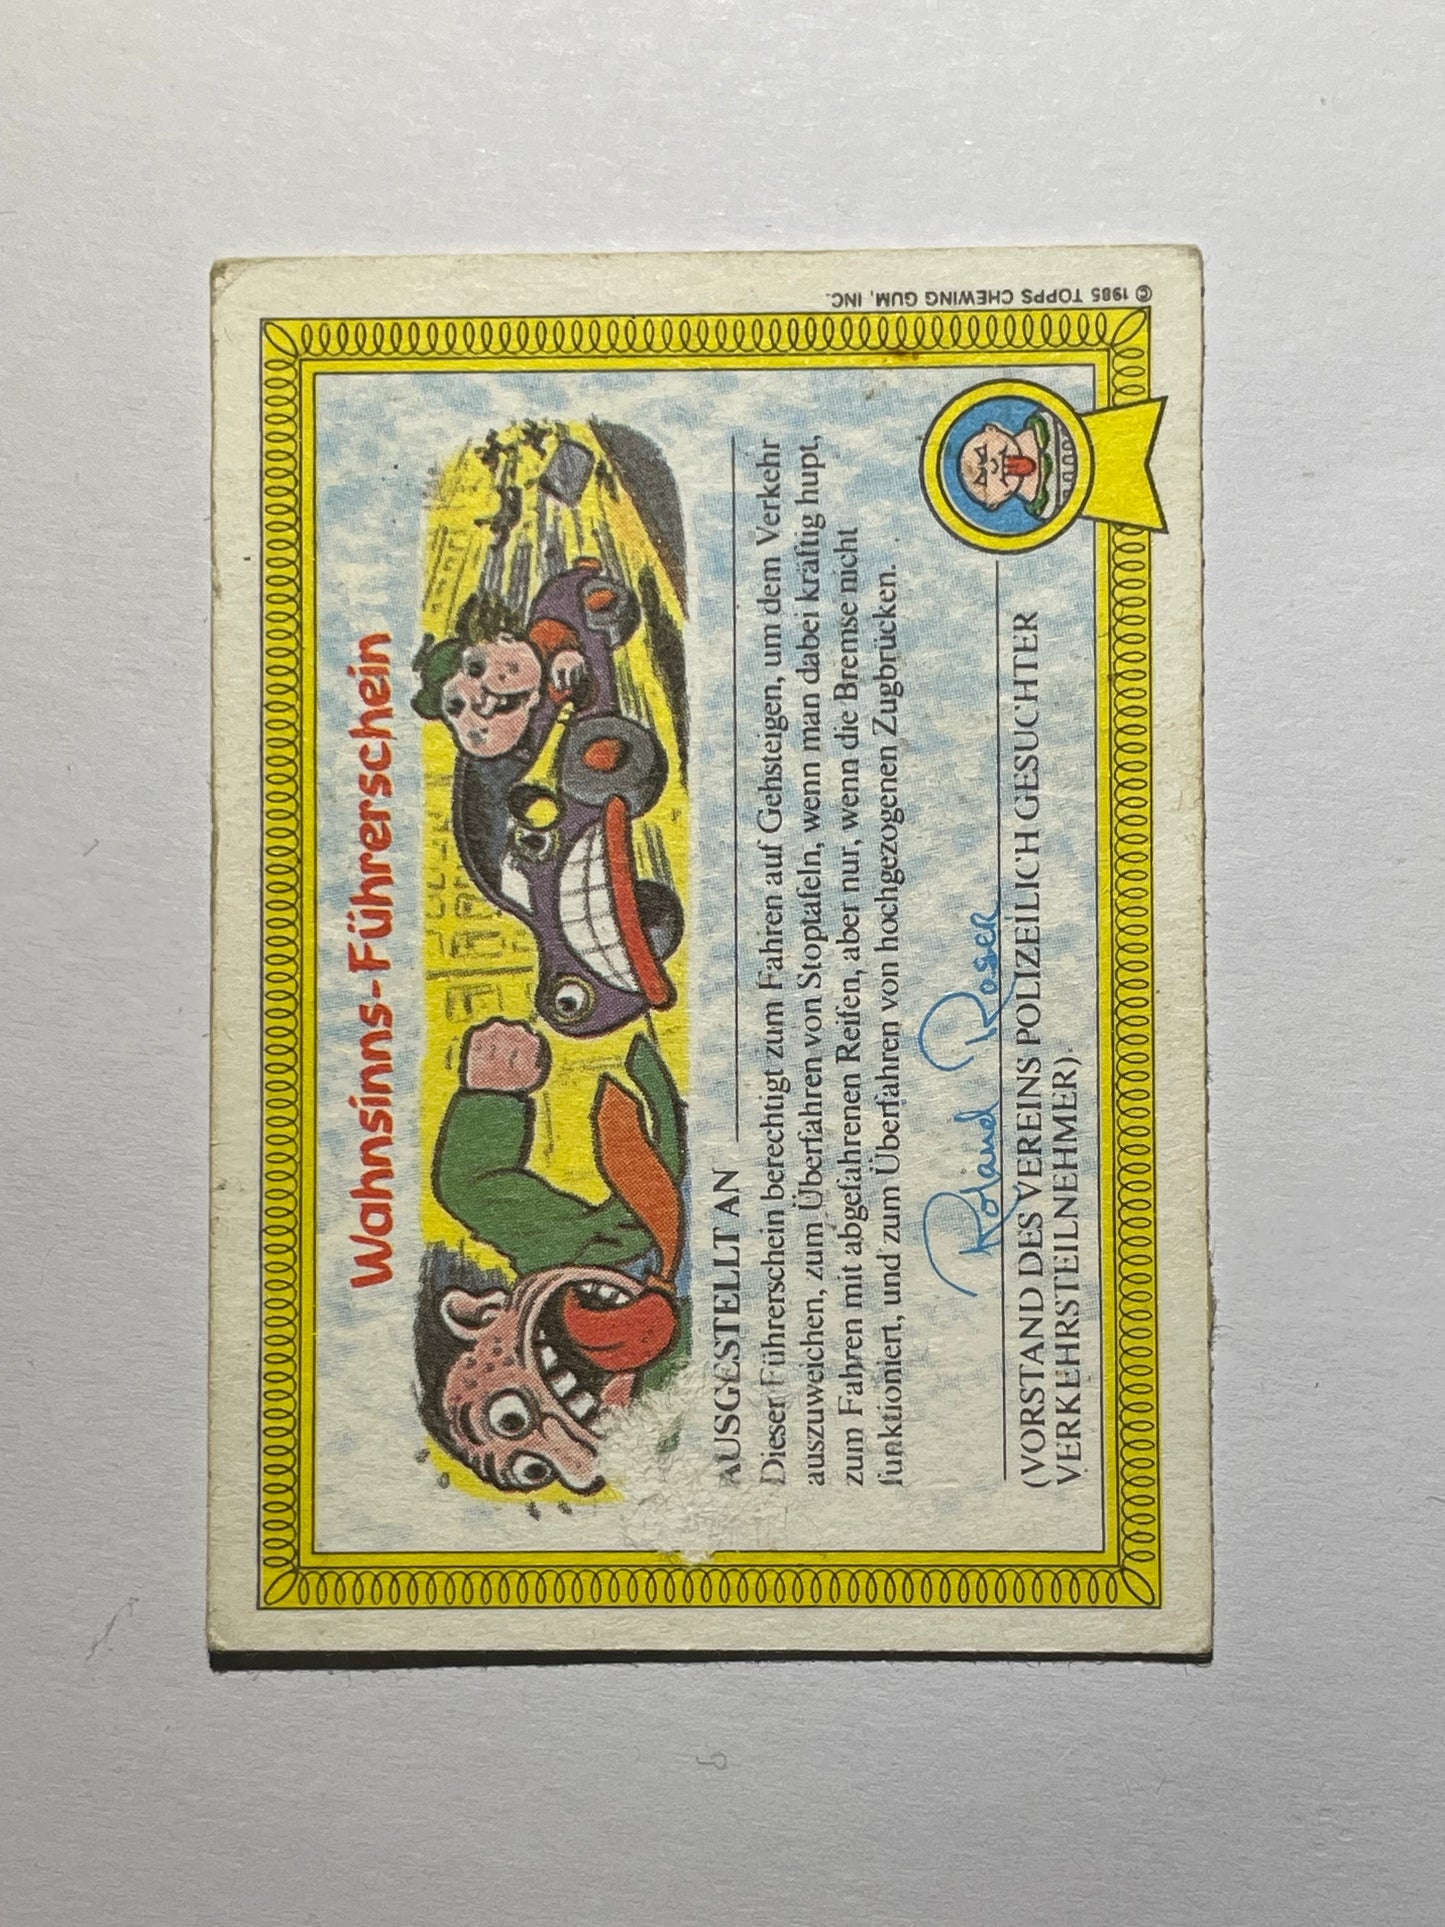 Wahnsinns-Führerschein
AUSGESTELLT AN
Dieser Führerschein berechtigt zum Fahren auf Gehsteigen, um dem Verkehr
auszuweichen, zum Überfahren von Stoptafeln, wenn man dabei kräftig hupt,
zum Fahren mit abgefahrenen Reifen, aber nur, wenn die Bremse nicht
funktioniert, und zum Überfahren von hochgezogenen Zugbrücken.
Roland Raser
(VORSTAND DES VEREINS POLIZEILICH GESUCHTER
VERKEHRSTEILNEHMER).
© 1985 TOPPS CHEWING GUM, INC.